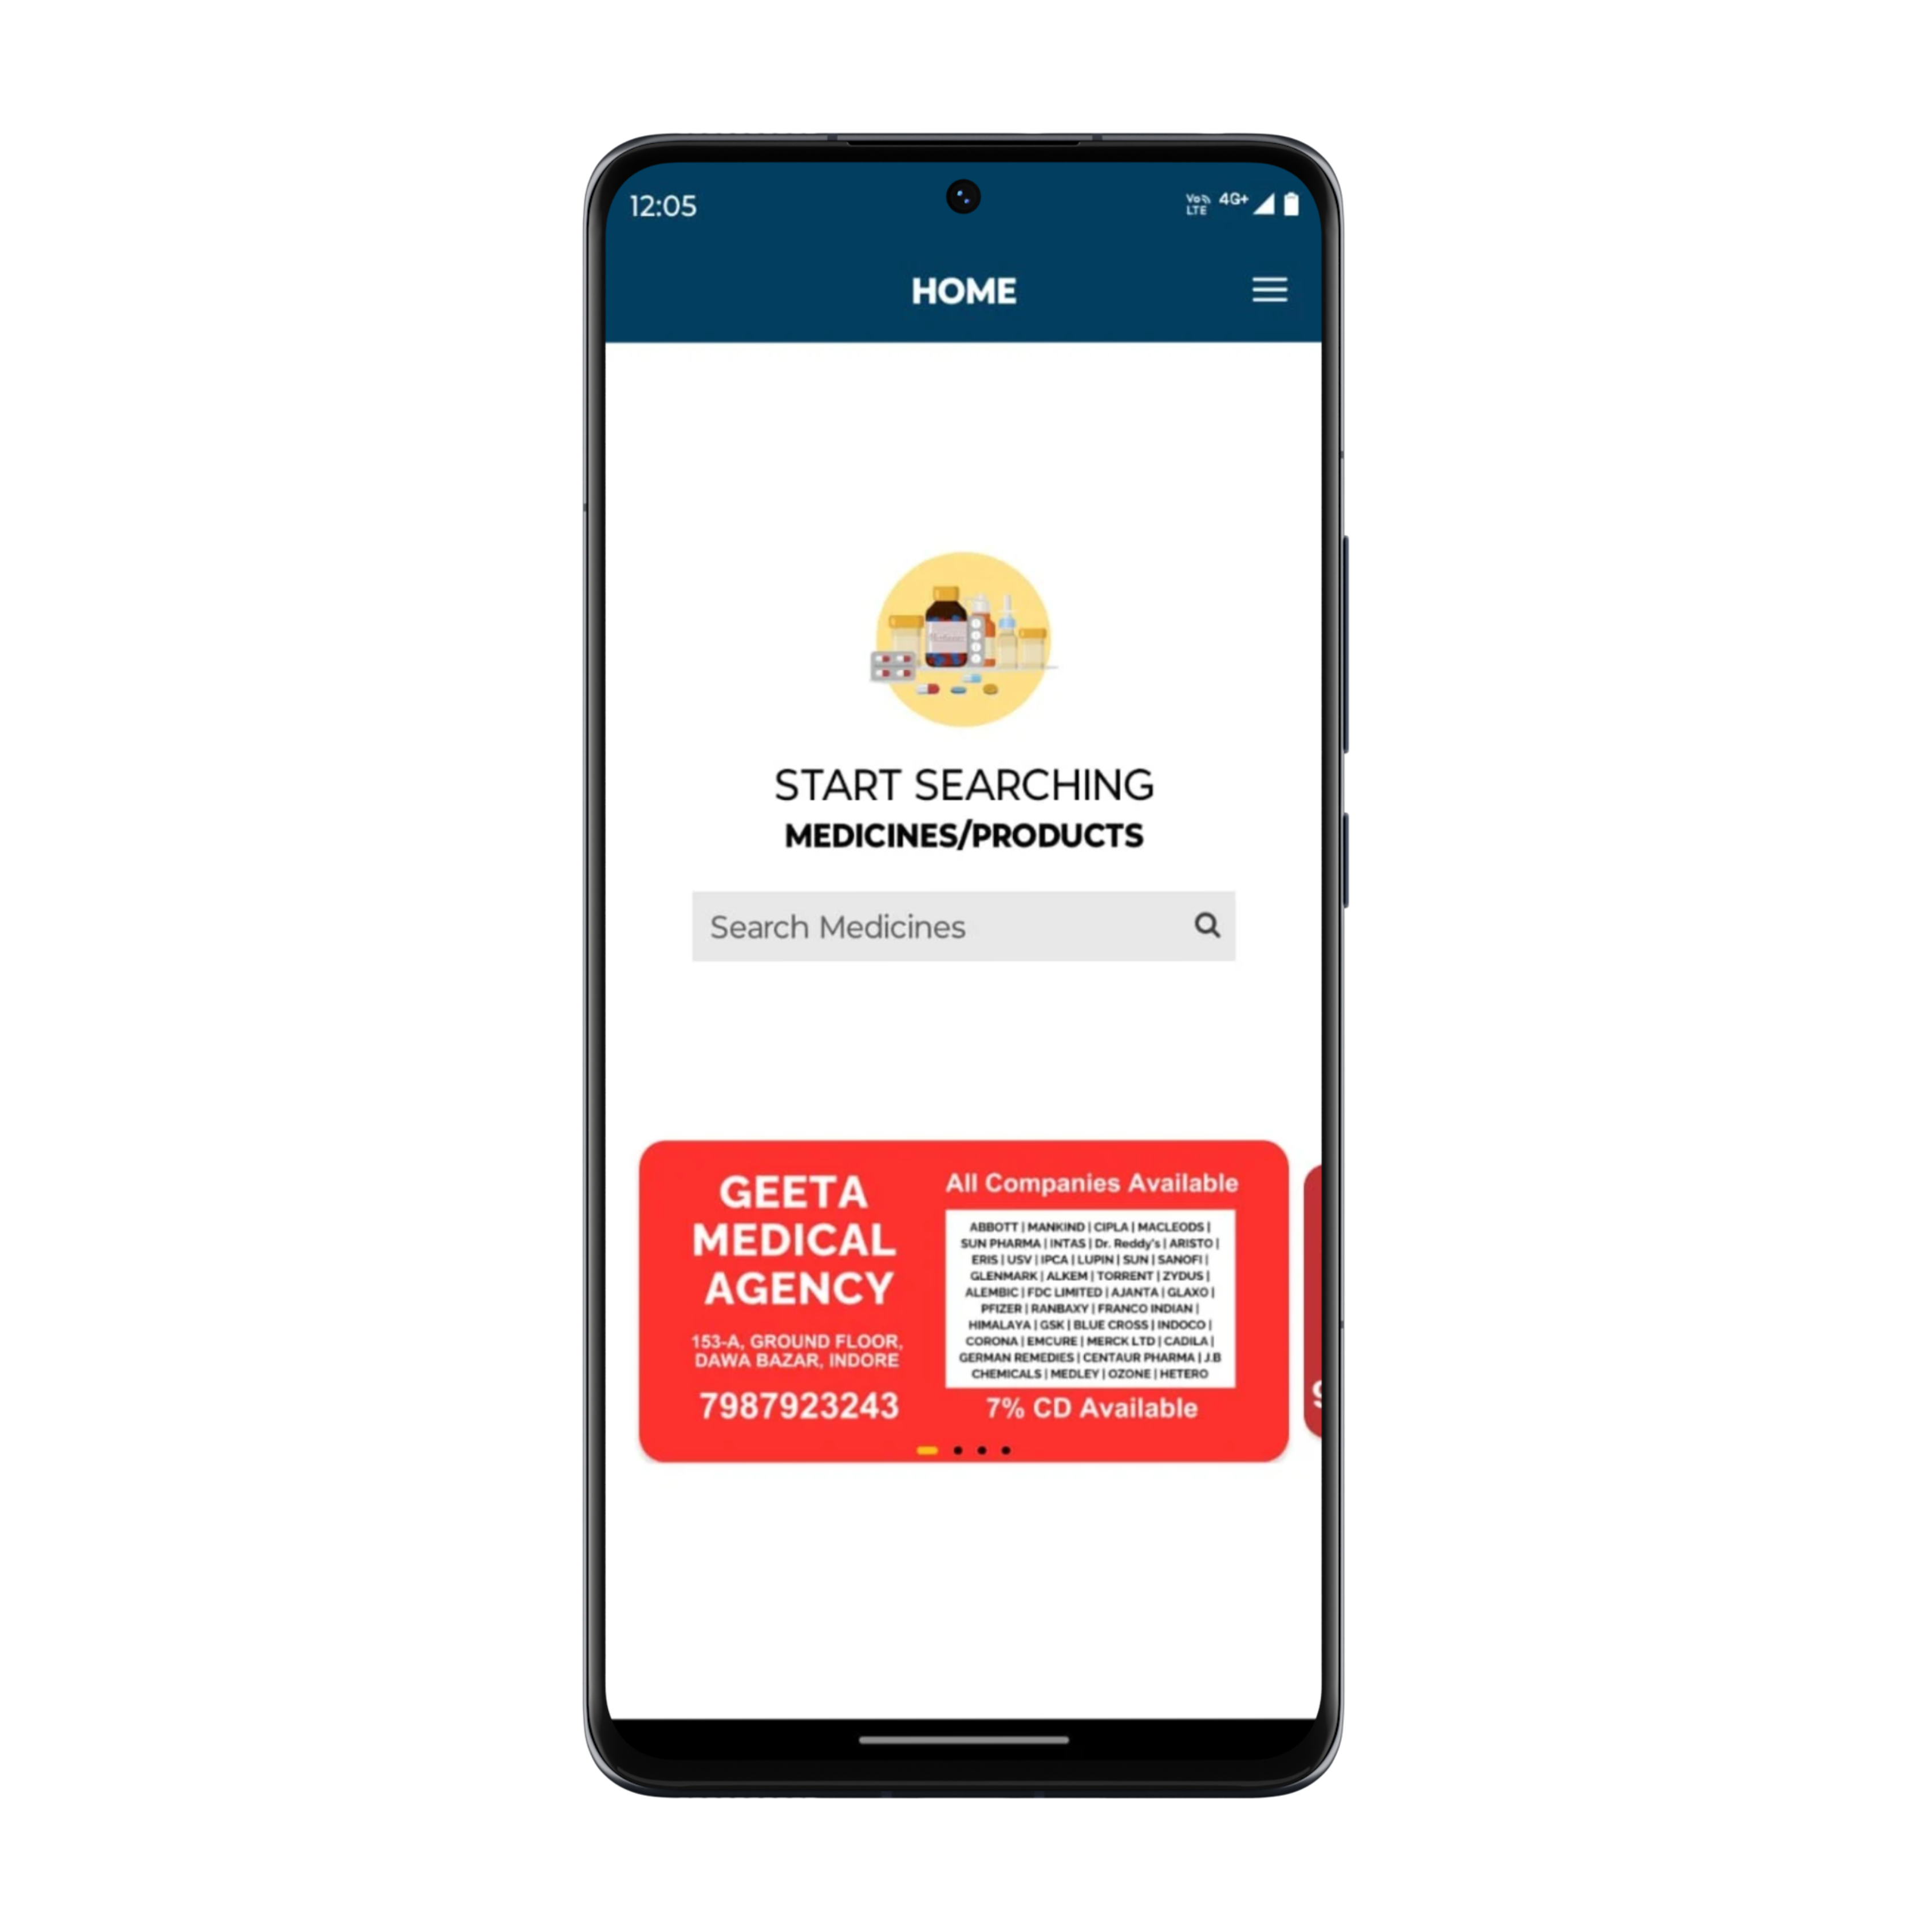 12:05
Vo LTE 4G+
HOME
START SEARCHING
MEDICINES/PRODUCTS
Search Medicines
GEETA
MEDICAL
AGENCY
153-A, GROUND FLOOR,
DAWA BAZAR, INDORE
7987923243
All Companies Available
ABBOTT | MANKIND | CIPLA | MACLEODS |
SUN PHARMA | INTAS | Dr. Reddy's | ARISTO |
ERIS | USV | IPCA | LUPIN | SUN | SANOFI |
GLENMARK | ALKEM | TORRENT | ZYDUS |
ALEMBIC | FDC LIMITED | AJANTA | GLAXO |
PFIZER | RANBAXY | FRANCO INDIAN |
HIMALAYA | GSK | BLUE CROSS | INDOCO |
CORONA | EMCURE | MERCK LTD | CADILA |
GERMAN REMEDIES | CENTAUR PHARMA | J.B
CHEMICALS | MEDLEY | OZONE | HETERO
7% CD Available